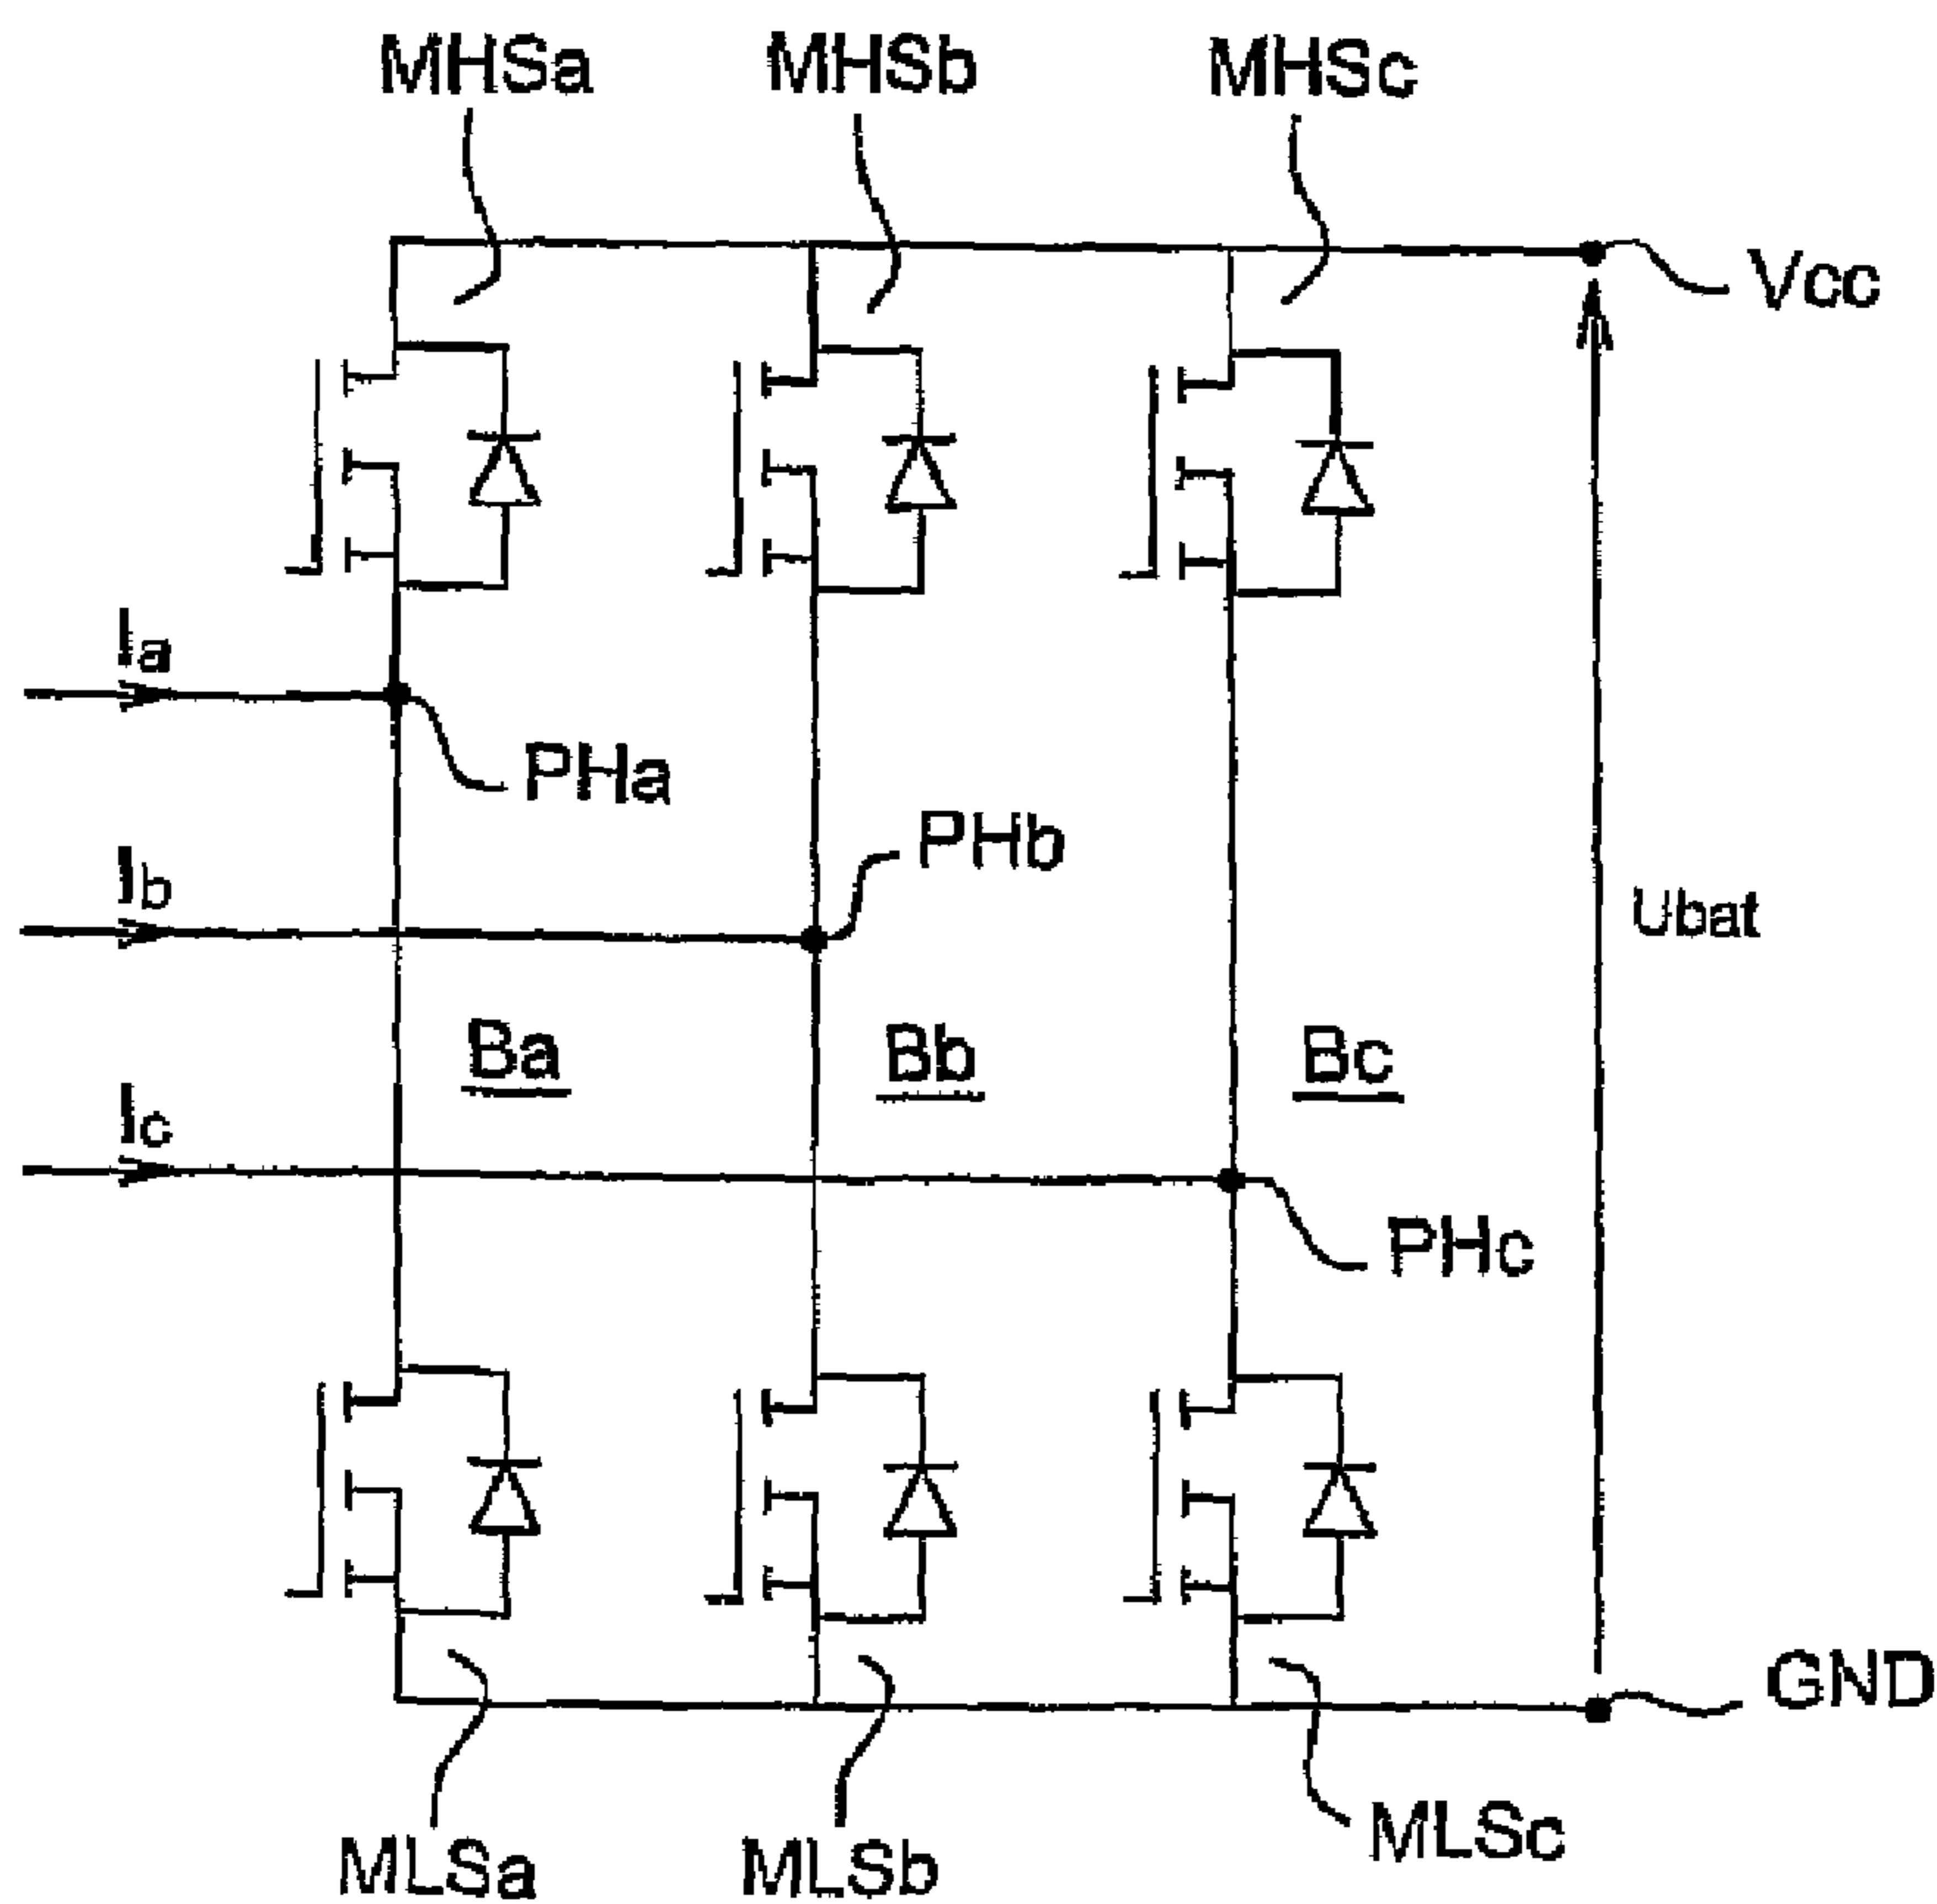 MHSa
MHSb
MHSc
Vcc
Ia
PHa
PHb
Ib
Ubat
Ba
Bb
Bc
Ic
PHc
GND
MLSa
MLSb
MLSc